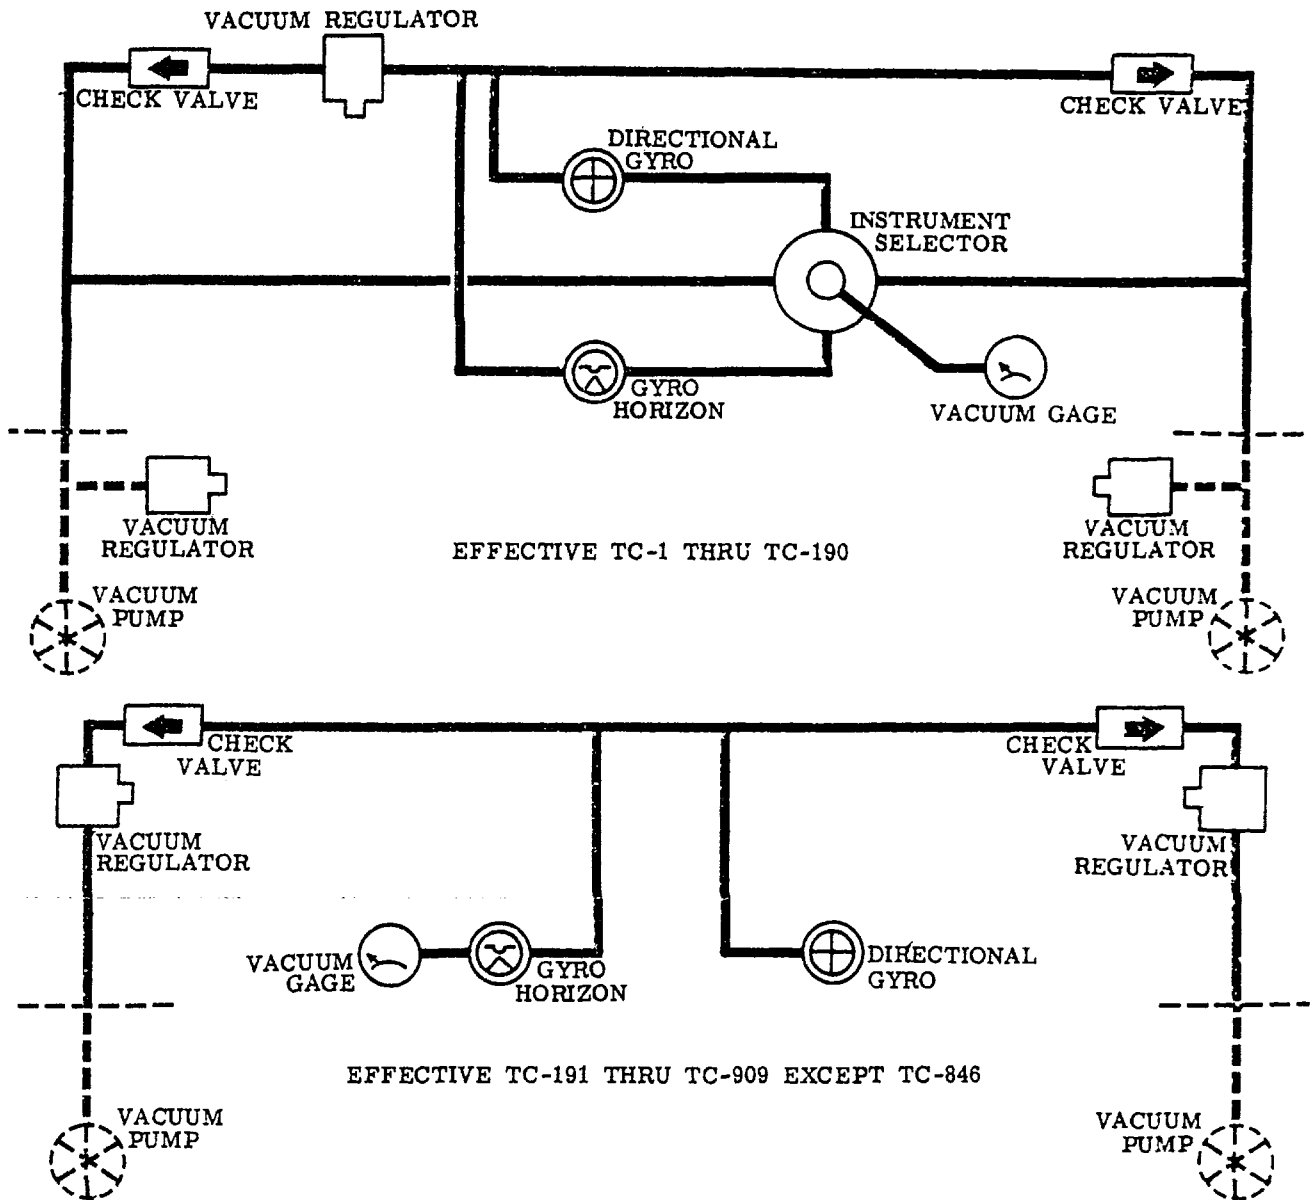 VACUUM REGULATOR
CHECK VALVE
CHECK VALVE
DIRECTIONAL
GYRO
INSTRUMENT
SELECTOR
GYRO
HORIZON
VACUUM GAGE
VACUUM
REGULATOR
VACUUM
REGULATOR
EFFECTIVE TC-1 THRU TC-190
VACUUM
PUMP
VACUUM
PUMP
CHECK
VALVE
CHECK
VALVE
VACUUM
REGULATOR
VACUUM
REGULATOR
VACUUM
GAGE
GYRO
HORIZON
DIRECTIONAL
GYRO
EFFECTIVE TC-191 THRU TC-909 EXCEPT TC-846
VACUUM
PUMP
VACUUM
PUMP